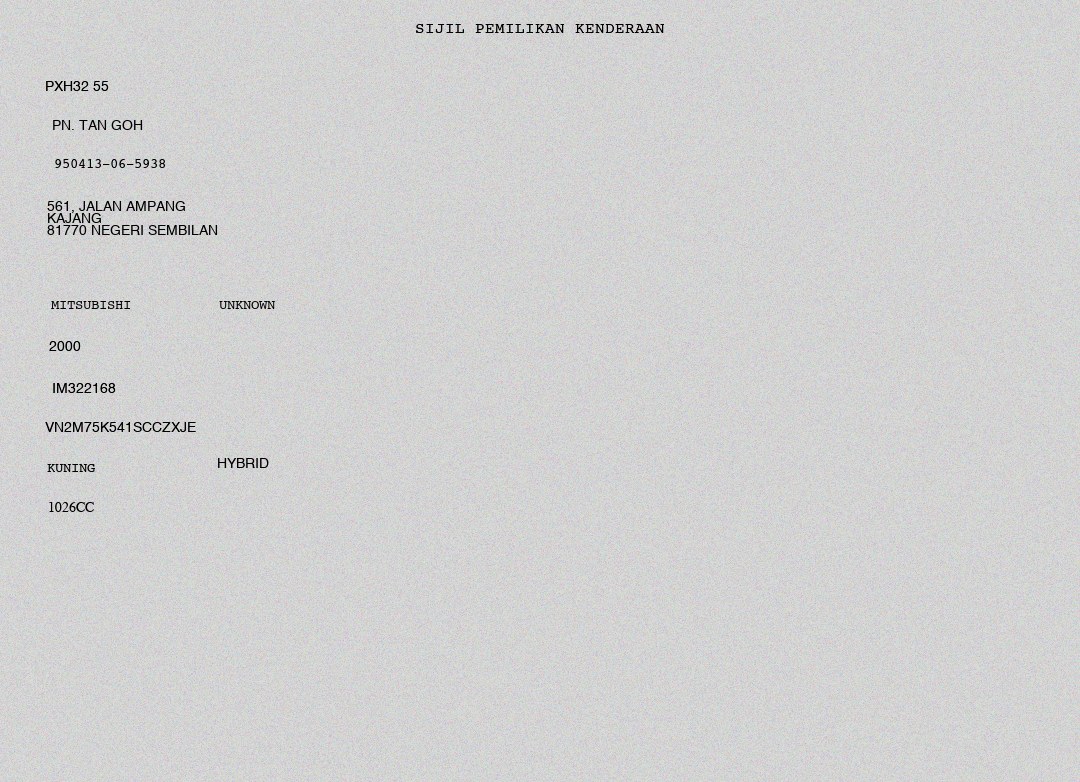 SIJIL PEMILIKAN KENDERAAN
PXH32 55
PN. TAN GOH
950413-06-5938
561, JALAN AMPANG
KAJANG
81770 NEGERI SEMBILAN
MITSUBISHI UNKNOWN
2000
IM322168
VN2M75K541SCCZXJE
KUNING HYBRID
1026CC